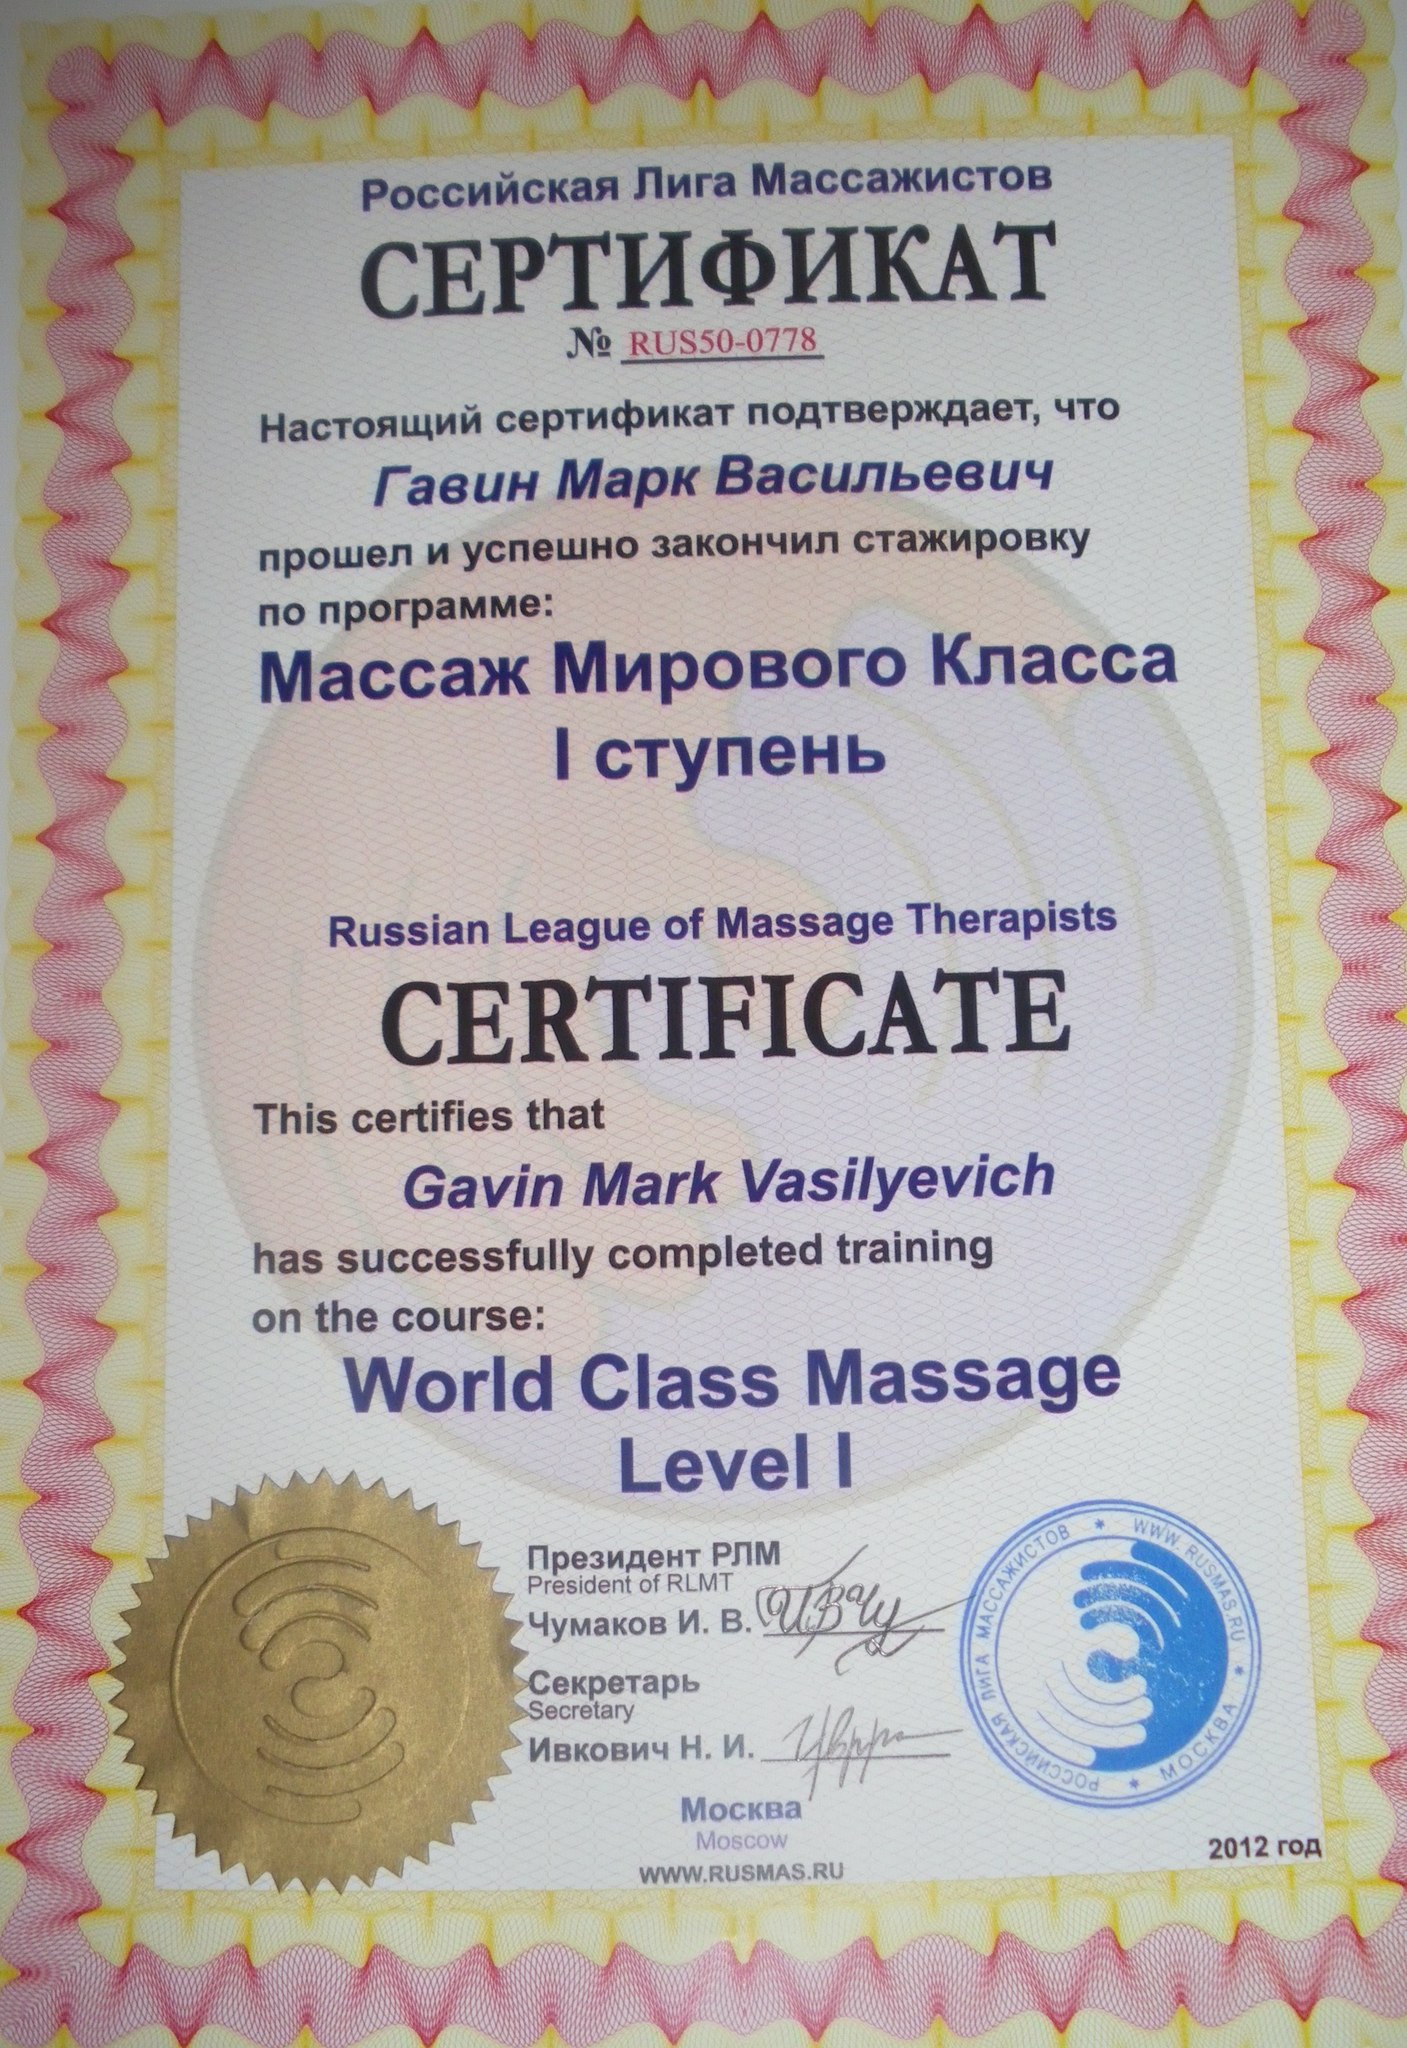 Российская Лига Массажистов
СЕРТИФИКАТ
№ RUS50-0778
Настоящий сертификат подтверждает, что
Гавин Марк Васильевич
прошел и успешно закончил стажировку
по программе:
Массаж Мирового Класса
I ступень
Russian League of Massage Therapists
CERTIFICATE
This certifies that
Gavin Mark Vasilyevich
has successfully completed training
on the course:
World Class Massage
Level I
Президент РЛМ
President of RLMT
Чумаков И. В.
Секретарь
Secretary
Ивкович Н. И.
Москва
Moscow
WWW.RUSMAS.RU
РОССИЙСКАЯ ЛИГА МАССАЖИСТОВ * WWW.RUSMAS.RU * МОСКВА *
2012 год